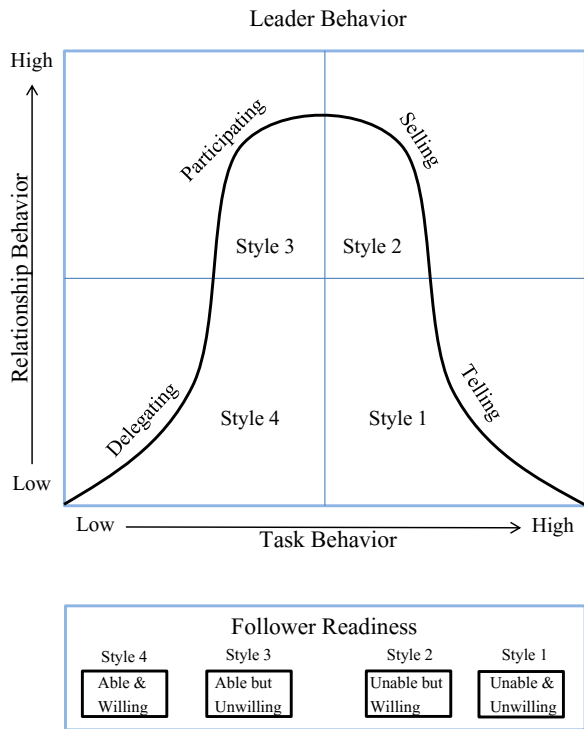 Leader Behavior
High
Participating
Selling
Relationship Behavior
Style 3
Style 2
Delegating
Telling
Style 4
Style 1
Low
Low
High
Task Behavior
Follower Readiness
Style 4
Style 3
Style 2
Style 1
Able &
Willing
Able but
Unwilling
Unable but
Willing
Unable &
Unwilling